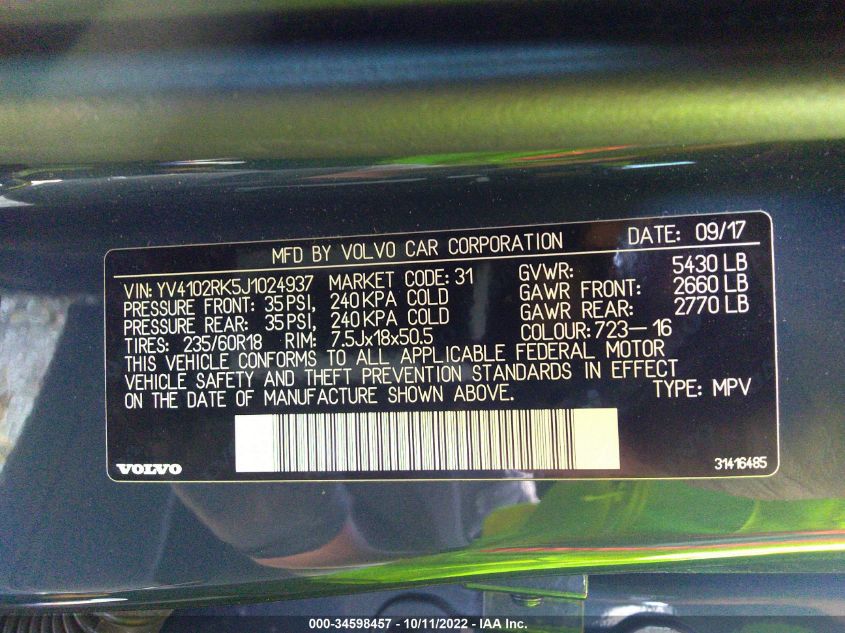 MFD BY VOLVO CAR CORPORATION DATE: 09/17
VIN: YV4102RK5J1024937 MARKET CODE: 31 GVWR: 5430 LB
PRESSURE FRONT: 35 PSI, 240 KPA COLD GAWR FRONT: 2660 LB
PRESSURE REAR: 35 PSI, 240 KPA COLD GAWR REAR: 2770 LB
TIRES: 235/60R18 RIM: 7.5Jx18x50.5 COLOUR: 723-16
THIS VEHICLE CONFORMS TO ALL APPLICABLE FEDERAL MOTOR
VEHICLE SAFETY AND THEFT PREVENTION STANDARDS IN EFFECT
ON THE DATE OF MANUFACTURE SHOWN ABOVE. TYPE: MPV
VOLVO 31416485
000-34598457 - 10/11/2022 - IAA Inc.